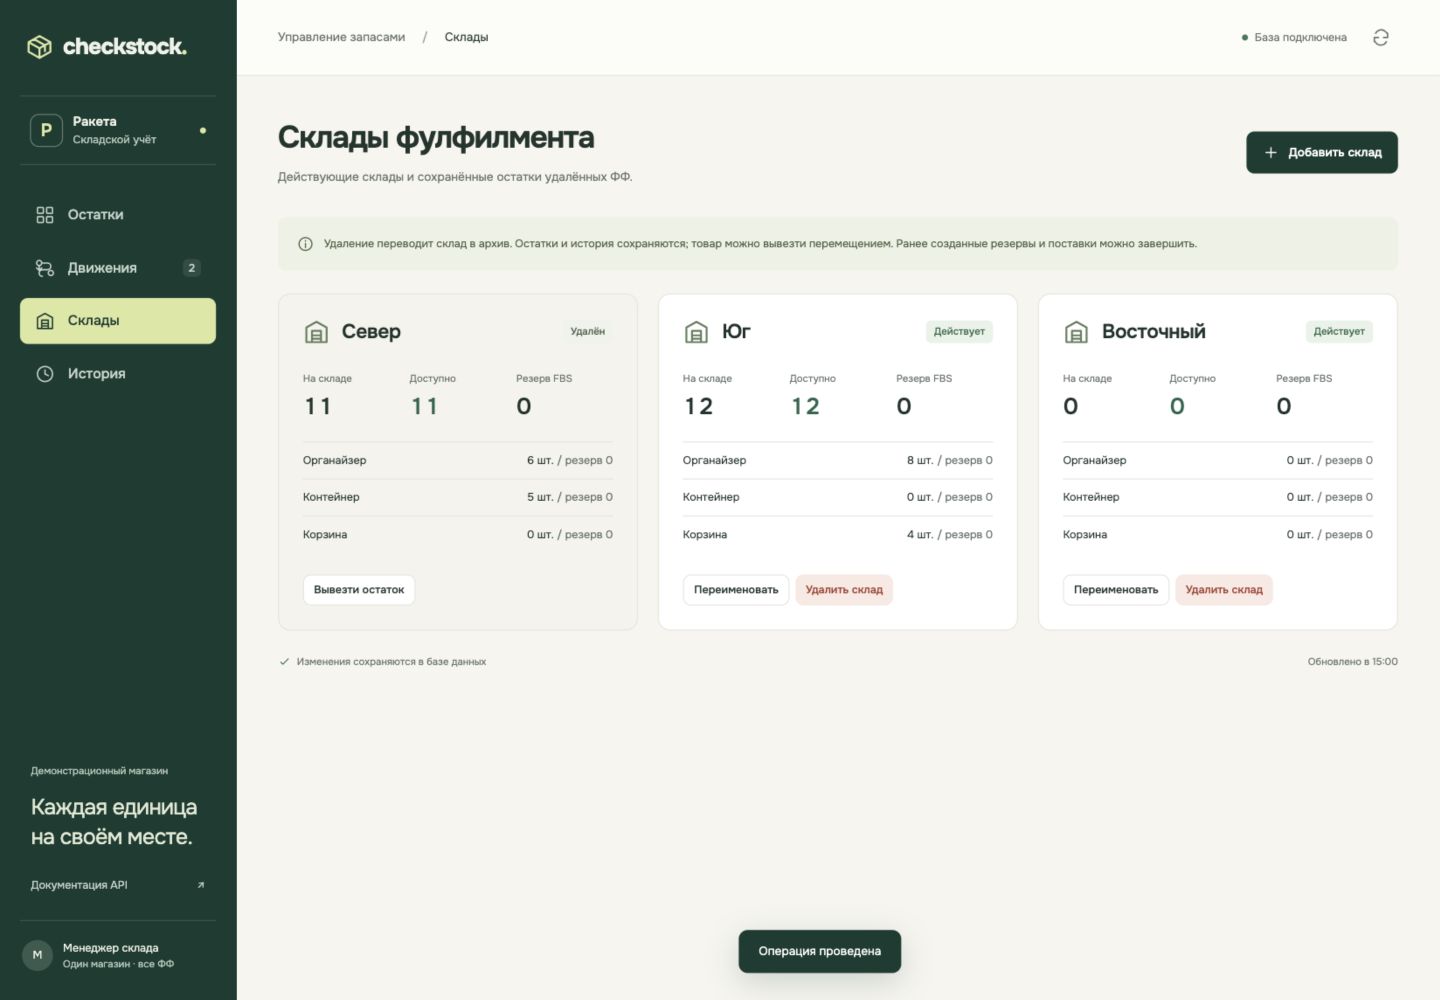 checkstock.
Р
Ракета
Складской учёт
Остатки
Движения
2
Склады
История
Демонстрационный магазин
Каждая единица
на своём месте.
Документация API
М
Менеджер склада
Один магазин · все ФФ
Управление запасами / Склады
База подключена
Склады фулфилмента
Действующие склады и сохранённые остатки удалённых ФФ.
Добавить склад
Удаление переводит склад в архив. Остатки и история сохраняются; товар можно вывезти перемещением. Ранее созданные резервы и поставки можно завершить.
Север
Удалён
На складе Доступно Резерв FBS
11 11 0
Органайзер 6 шт. / резерв 0
Контейнер 5 шт. / резерв 0
Корзина 0 шт. / резерв 0
Вывезти остаток
Юг
Действует
На складе Доступно Резерв FBS
12 12 0
Органайзер 8 шт. / резерв 0
Контейнер 0 шт. / резерв 0
Корзина 4 шт. / резерв 0
Переименовать Удалить склад
Восточный
Действует
На складе Доступно Резерв FBS
0 0 0
Органайзер 0 шт. / резерв 0
Контейнер 0 шт. / резерв 0
Корзина 0 шт. / резерв 0
Переименовать Удалить склад
Изменения сохраняются в базе данных
Обновлено в 15:00
Операция проведена